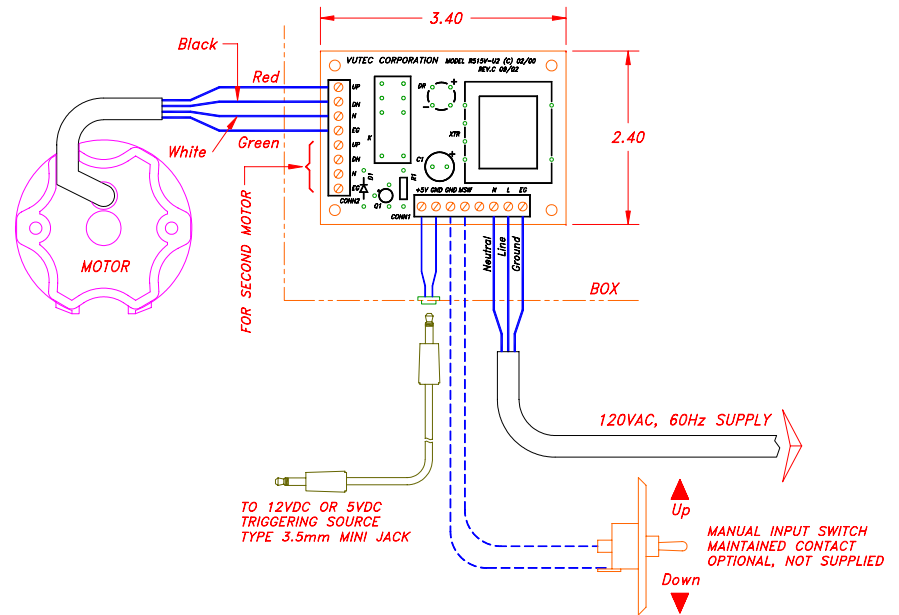 3.40
Black
VUTEC CORPORATION MODEL R515V-U2 (C) 02/00
REV.C 09/02
Red
UP
DN
N
EG
UP
DN
N
EG
DR
+
−
K
XTR
2.40
White
Green
C1
+
D1
R1
Q1
CONN2
CONN1
+5V GND GND MSW N L EG
Neutral
Line
Ground
FOR SECOND MOTOR
MOTOR
BOX
120VAC, 60Hz SUPPLY
TO 12VDC OR 5VDC
TRIGGERING SOURCE
TYPE 3.5mm MINI JACK
Up
MANUAL INPUT SWITCH
MAINTAINED CONTACT
OPTIONAL, NOT SUPPLIED
Down